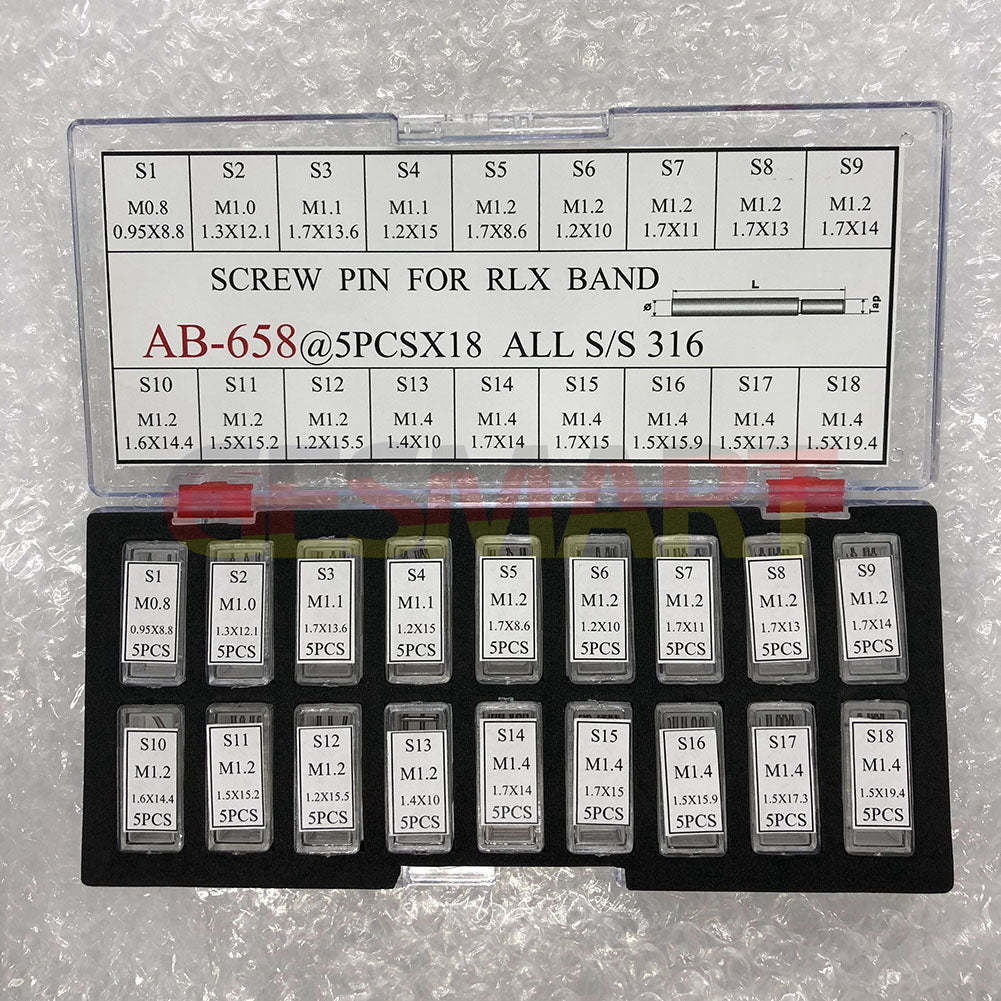 S1 S2 S3 S4 S5 S6 S7 S8 S9
M0.8 M1.0 M1.1 M1.1 M1.2 M1.2 M1.2 M1.2 M1.2
0.95X8.8 1.3X12.1 1.7X13.6 1.2X15 1.7X8.6 1.2X10 1.7X11 1.7X13 1.7X14
SCREW PIN FOR RLX BAND
L
ø
Tap
AB-658@5PCSX18 ALL S/S 316
S10 S11 S12 S13 S14 S15 S16 S17 S18
M1.2 M1.2 M1.2 M1.4 M1.4 M1.4 M1.4 M1.4 M1.4
1.6X14.4 1.5X15.2 1.2X15.5 1.4X10 1.7X14 1.7X15 1.5X15.9 1.5X17.3 1.5X19.4
S1 S2 S3 S4 S5 S6 S7 S8 S9
M0.8 M1.0 M1.1 M1.1 M1.2 M1.2 M1.2 M1.2 M1.2
0.95X8.8 1.3X12.1 1.7X13.6 1.2X15 1.7X8.6 1.2X10 1.7X11 1.7X13 1.7X14
5PCS 5PCS 5PCS 5PCS 5PCS 5PCS 5PCS 5PCS 5PCS
S10 S11 S12 S13 S14 S15 S16 S17 S18
M1.2 M1.2 M1.2 M1.2 M1.4 M1.4 M1.4 M1.4 M1.4
1.6X14.4 1.5X15.2 1.2X15.5 1.4X10 1.7X14 1.7X15 1.5X15.9 1.5X17.3 1.5X19.4
5PCS 5PCS 5PCS 5PCS 5PCS 5PCS 5PCS 5PCS 5PCS